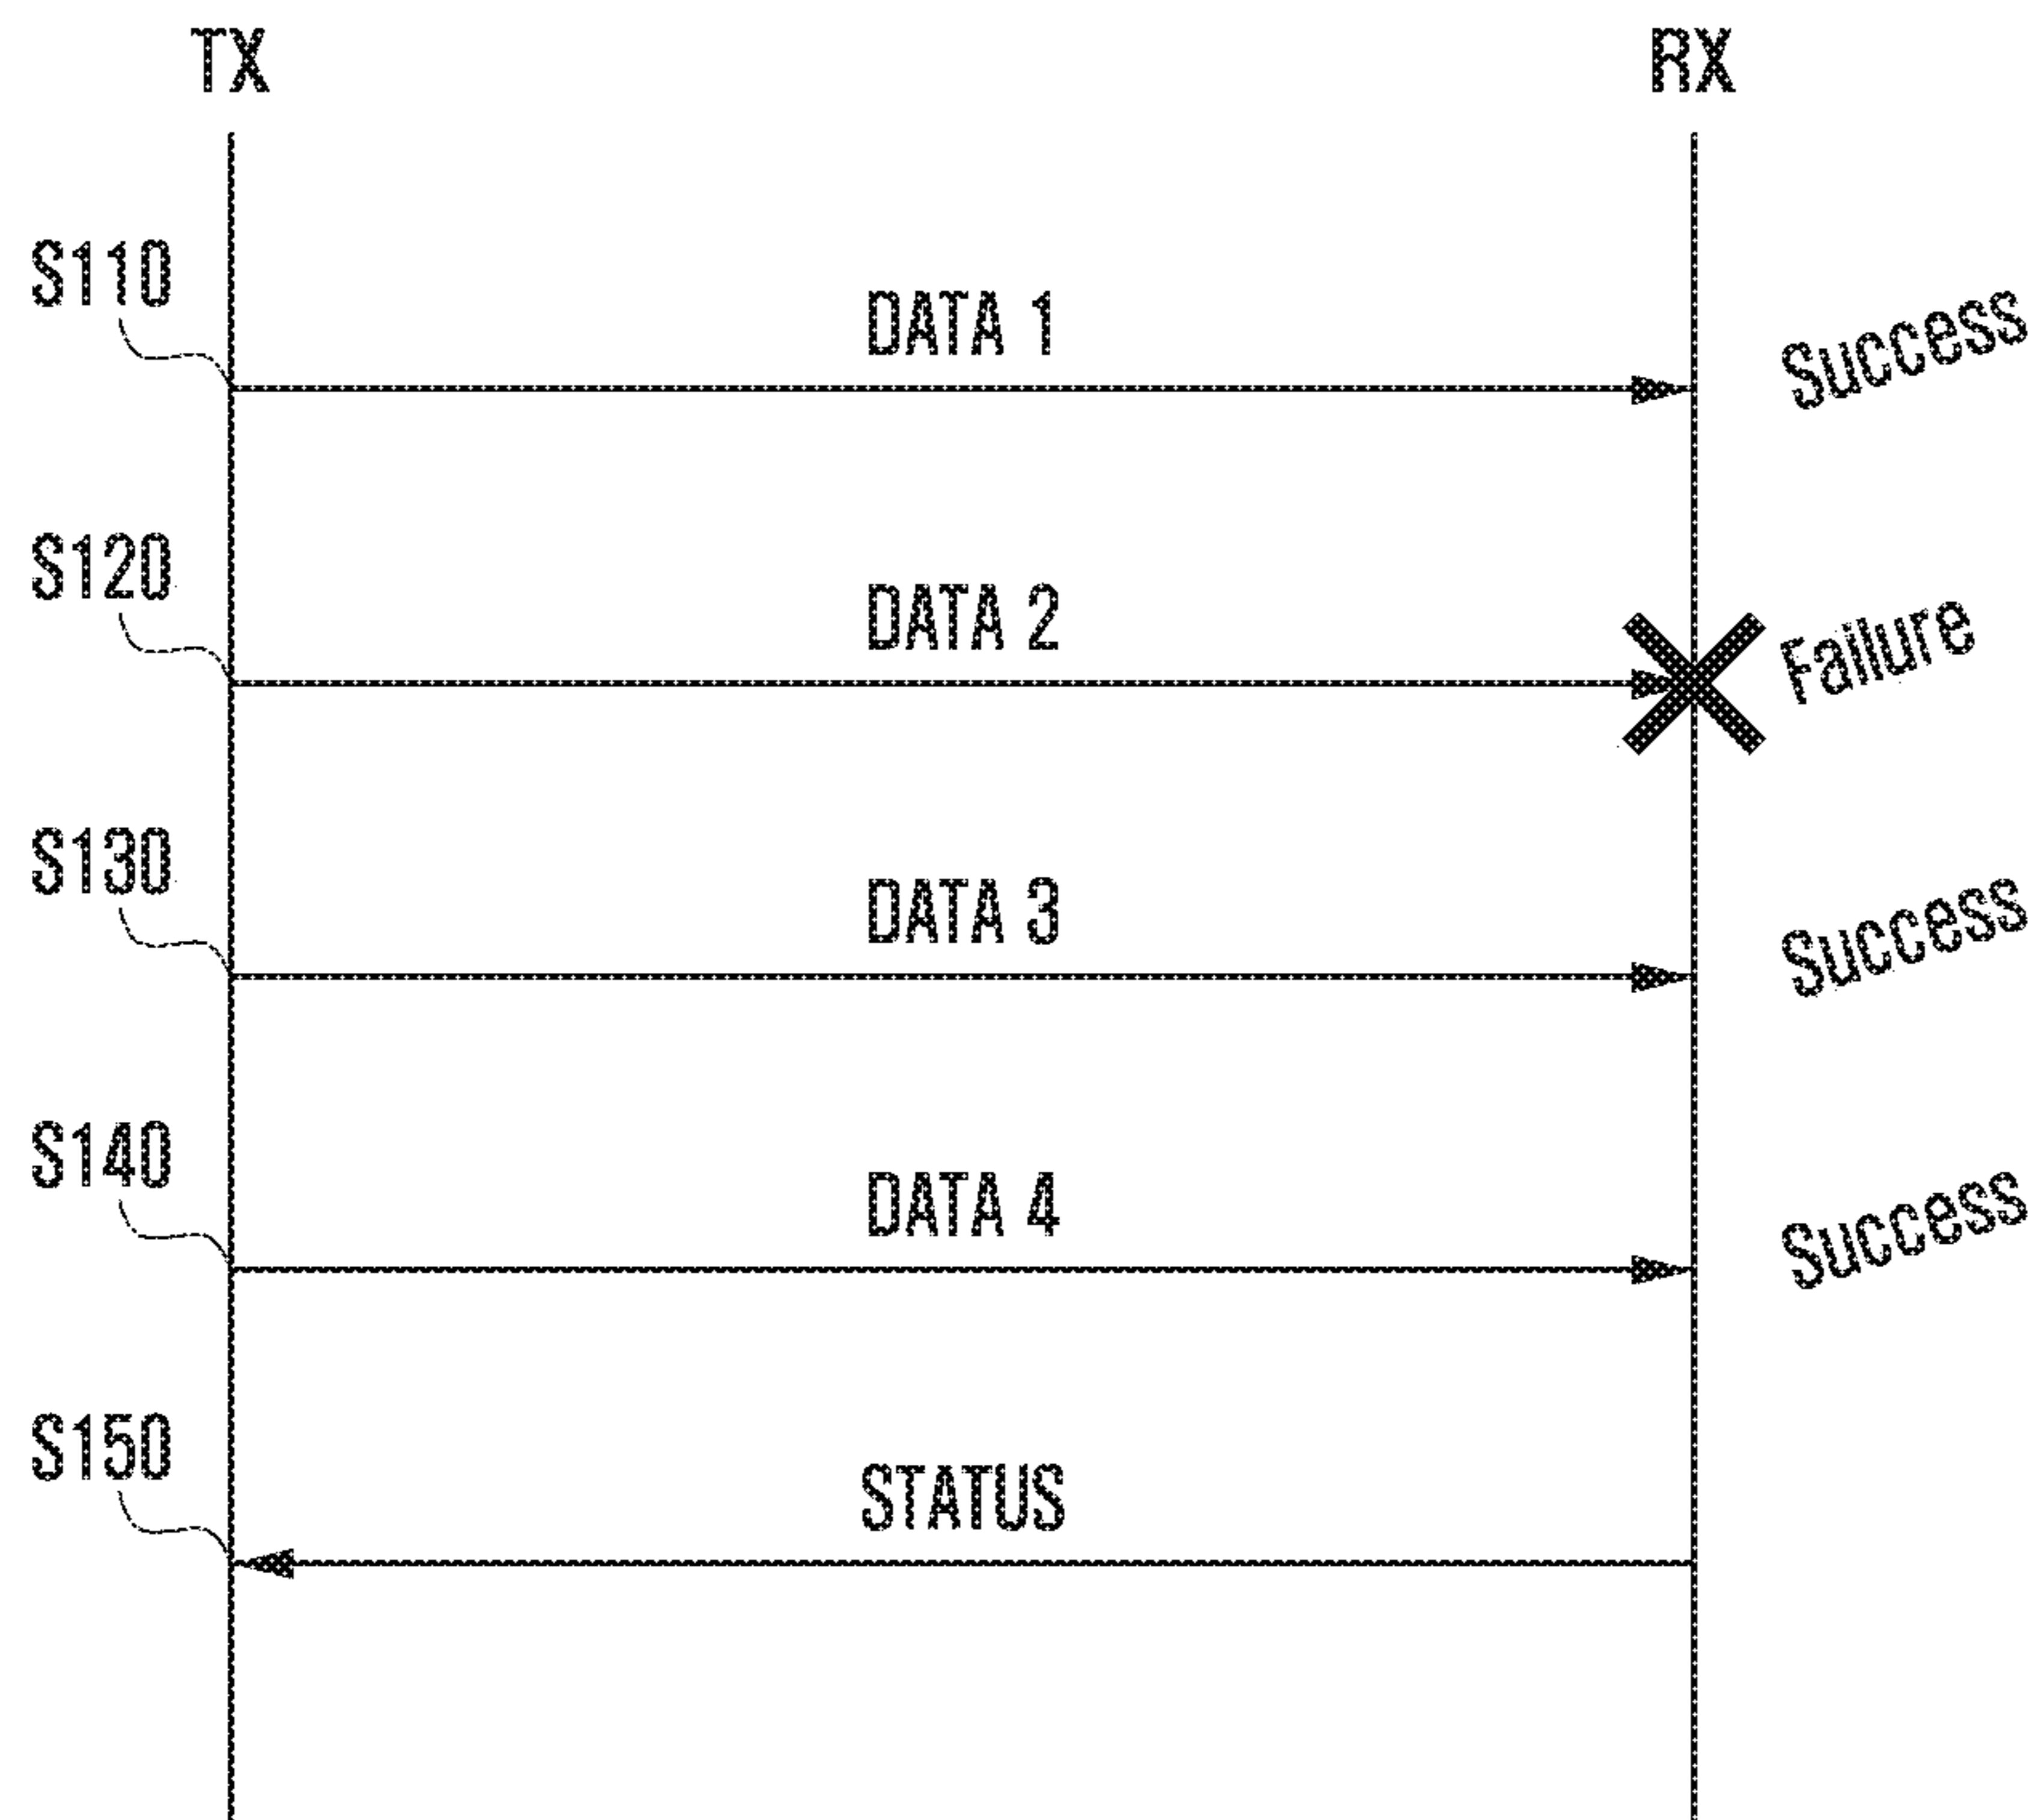 TX
RX
S110
DATA 1
Success
S120
DATA 2
Failure
S130
DATA 3
Success
S140
DATA 4
Success
S150
STATUS